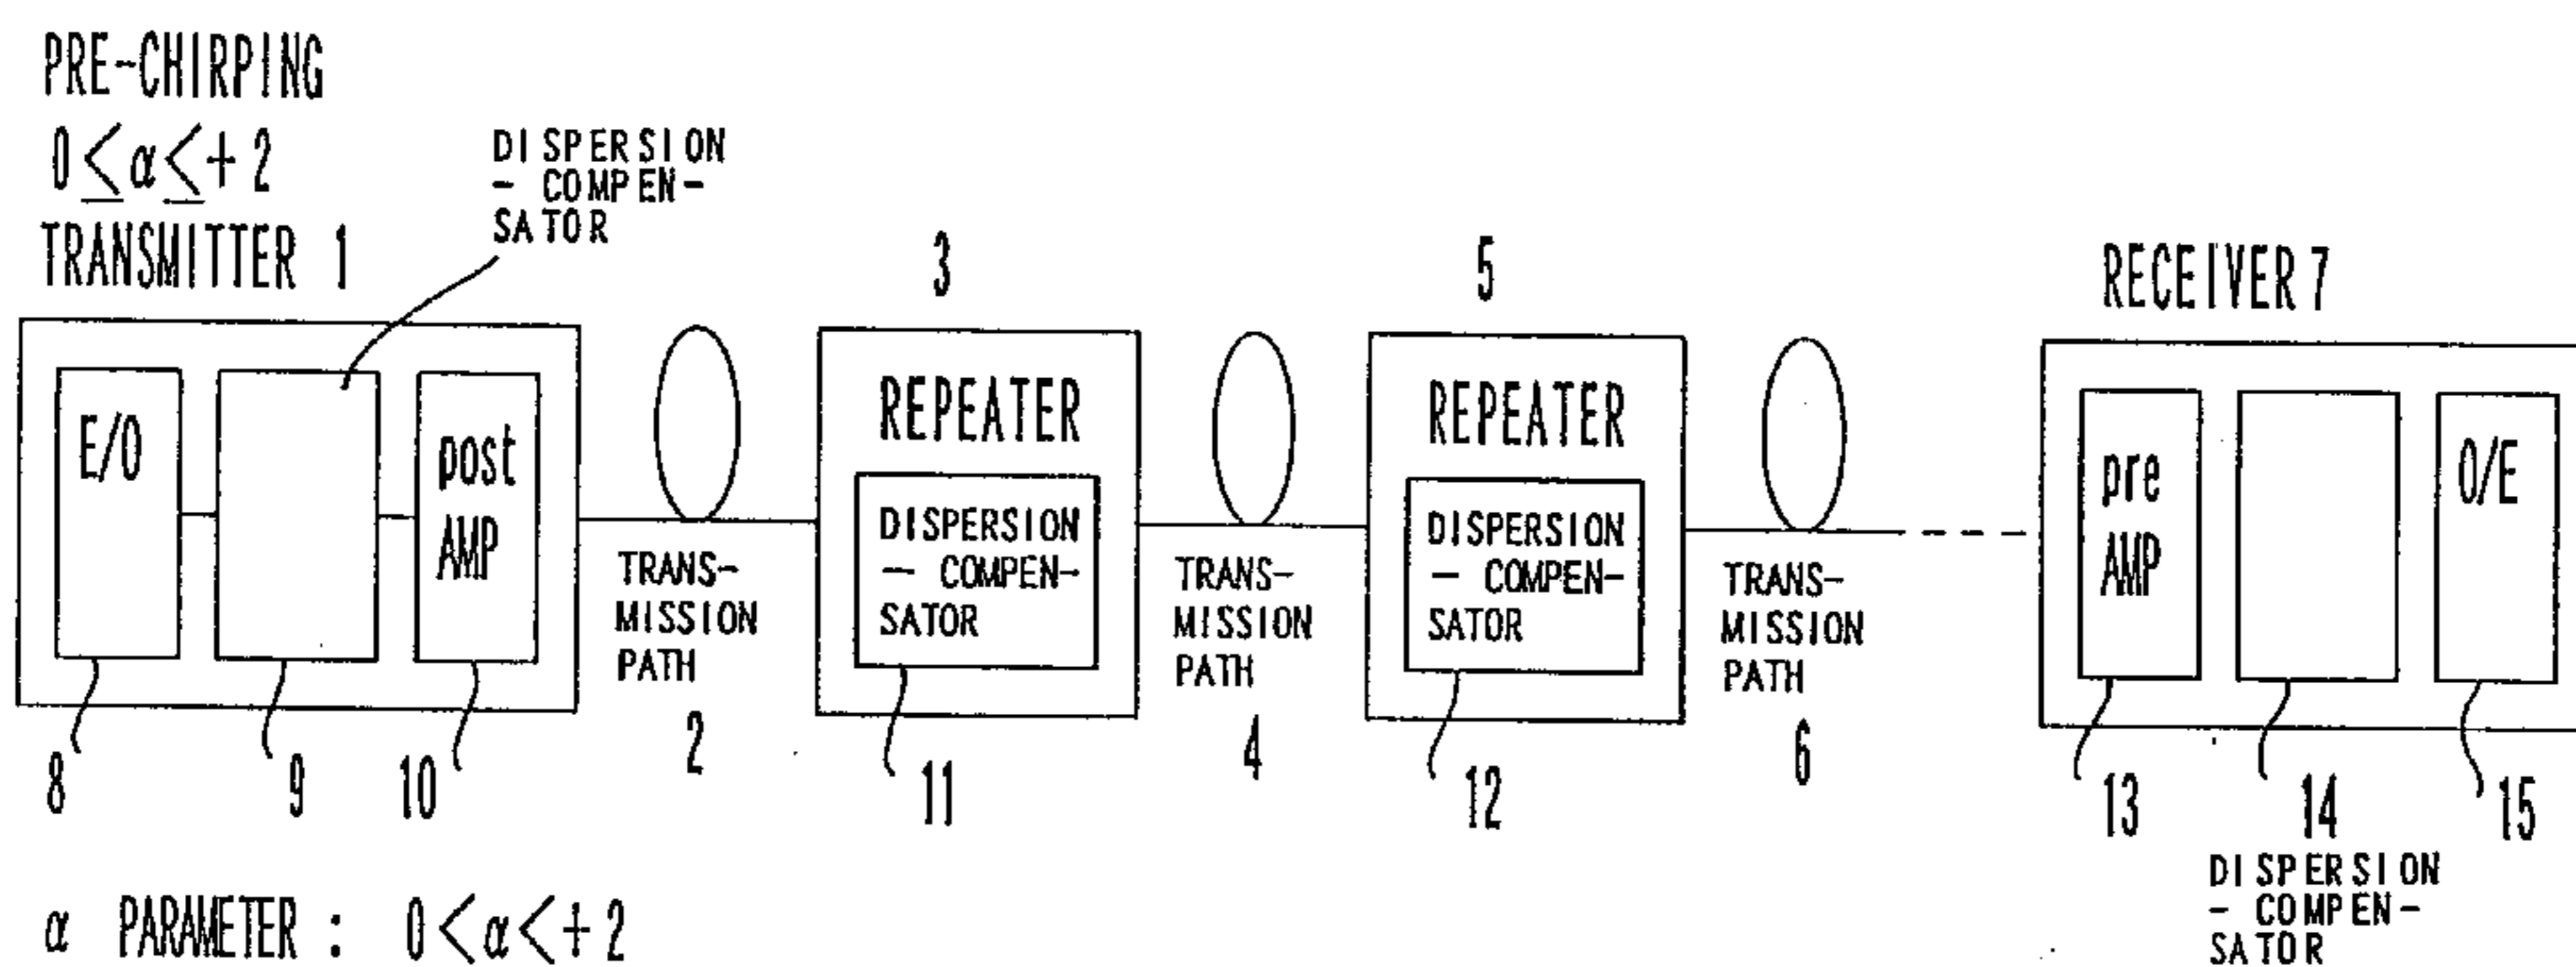 PRE-CHIRPING
0≤α≤+2
TRANSMITTER 1
DISPERSION
- COMPEN-
SATOR
3
5
RECEIVER 7
E/O
post
AMP
REPEATER
DISPERSION
- COMPEN-
SATOR
REPEATER
DISPERSION
- COMPEN-
SATOR
pre
AMP
O/E
TRANS-
MISSION
PATH
2
TRANS-
MISSION
PATH
4
TRANS-
MISSION
PATH
6
8
9
10
11
12
13
14
15
DISPERSION
- COMPEN-
SATOR
α PARAMETER : 0<α<+2